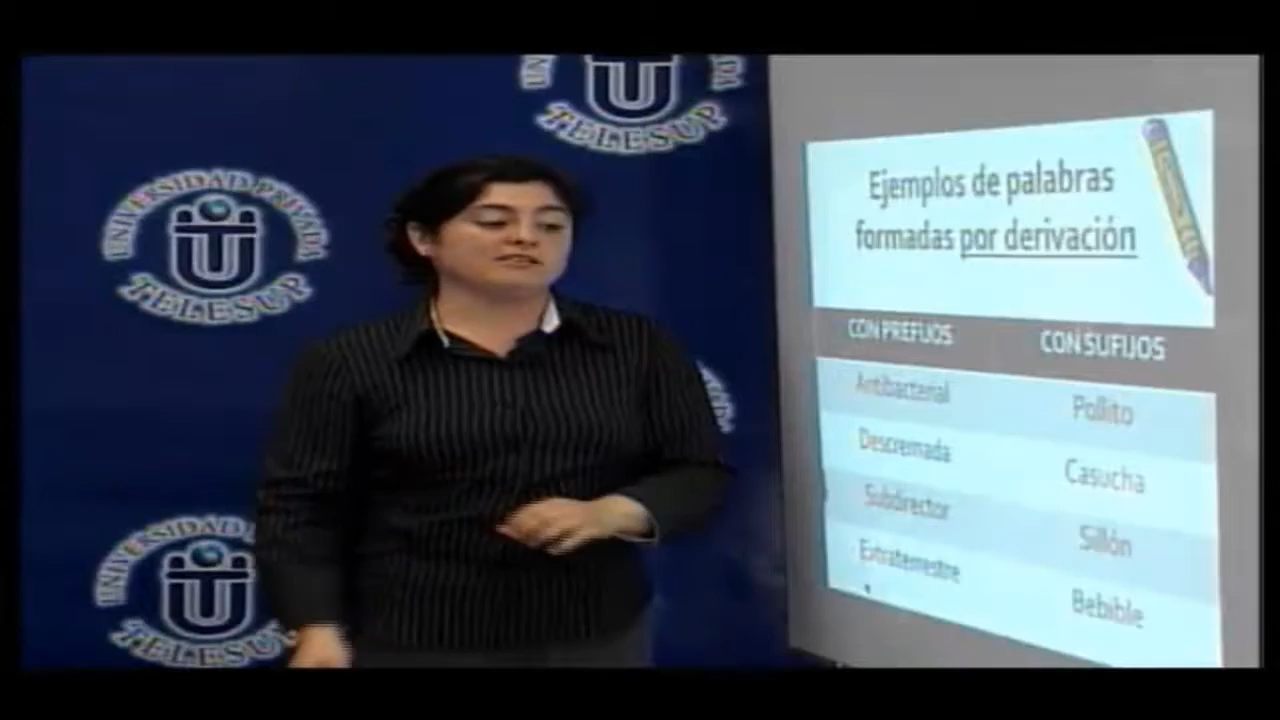 UNIVERSIDAD PRIVADA
TELESUP
TELESUP
UNIVERSIDAD PRIVADA
TELESUP
Ejemplos de palabras
formadas por derivación
CON PREFIJOS CON SUFIJOS
Antibacterial Pollito
Descremada Casucha
Subdirector Sillón
Extraterrestre Bebible